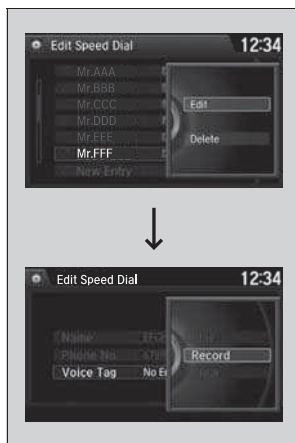 Edit Speed Dial 12:34
Mr.AAA
Mr.BBB
Mr.CCC
Edit
Mr.DDD
Mr.EEE
Delete
Mr.FFF
New Entry
↓
Edit Speed Dial 12:34
Name
Phone No.
Record
Voice Tag No